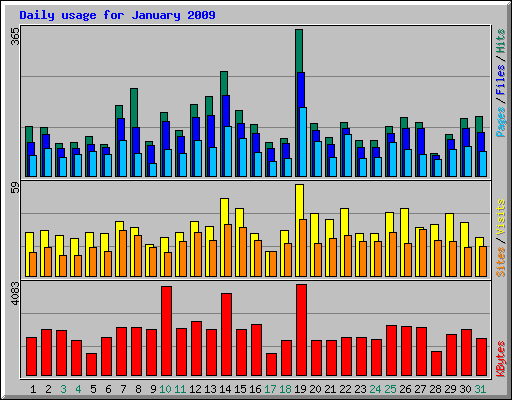 Daily usage for January 2009
365
Pages / Files / Hits
59
Sites / Visits
4083
KBytes
1 2 3 4 5 6 7 8 9 10 11 12 13 14 15 16 17 18 19 20 21 22 23 24 25 26 27 28 29 30 31